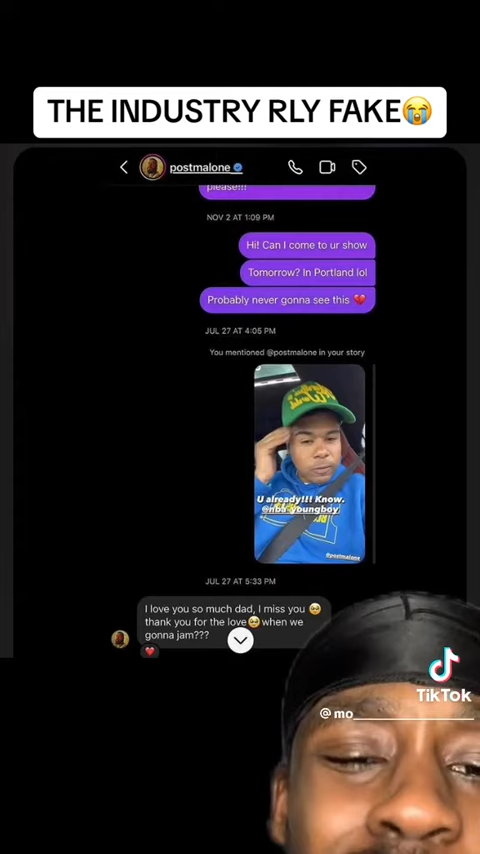 THE INDUSTRY RLY FAKE😭
postmalone
please!!!
NOV 2 AT 1:09 PM
Hi! Can I come to ur show
Tomorrow? In Portland lol
Probably never gonna see this 💔
JUL 27 AT 4:05 PM
You mentioned @postmalone in your story
U already!!! Know.
@nba-youngboy
@postmalone
JUL 27 AT 5:33 PM
I love you so much dad, I miss you 🥺
thank you for the love🥺 when we
gonna jam???
TikTok
@mo